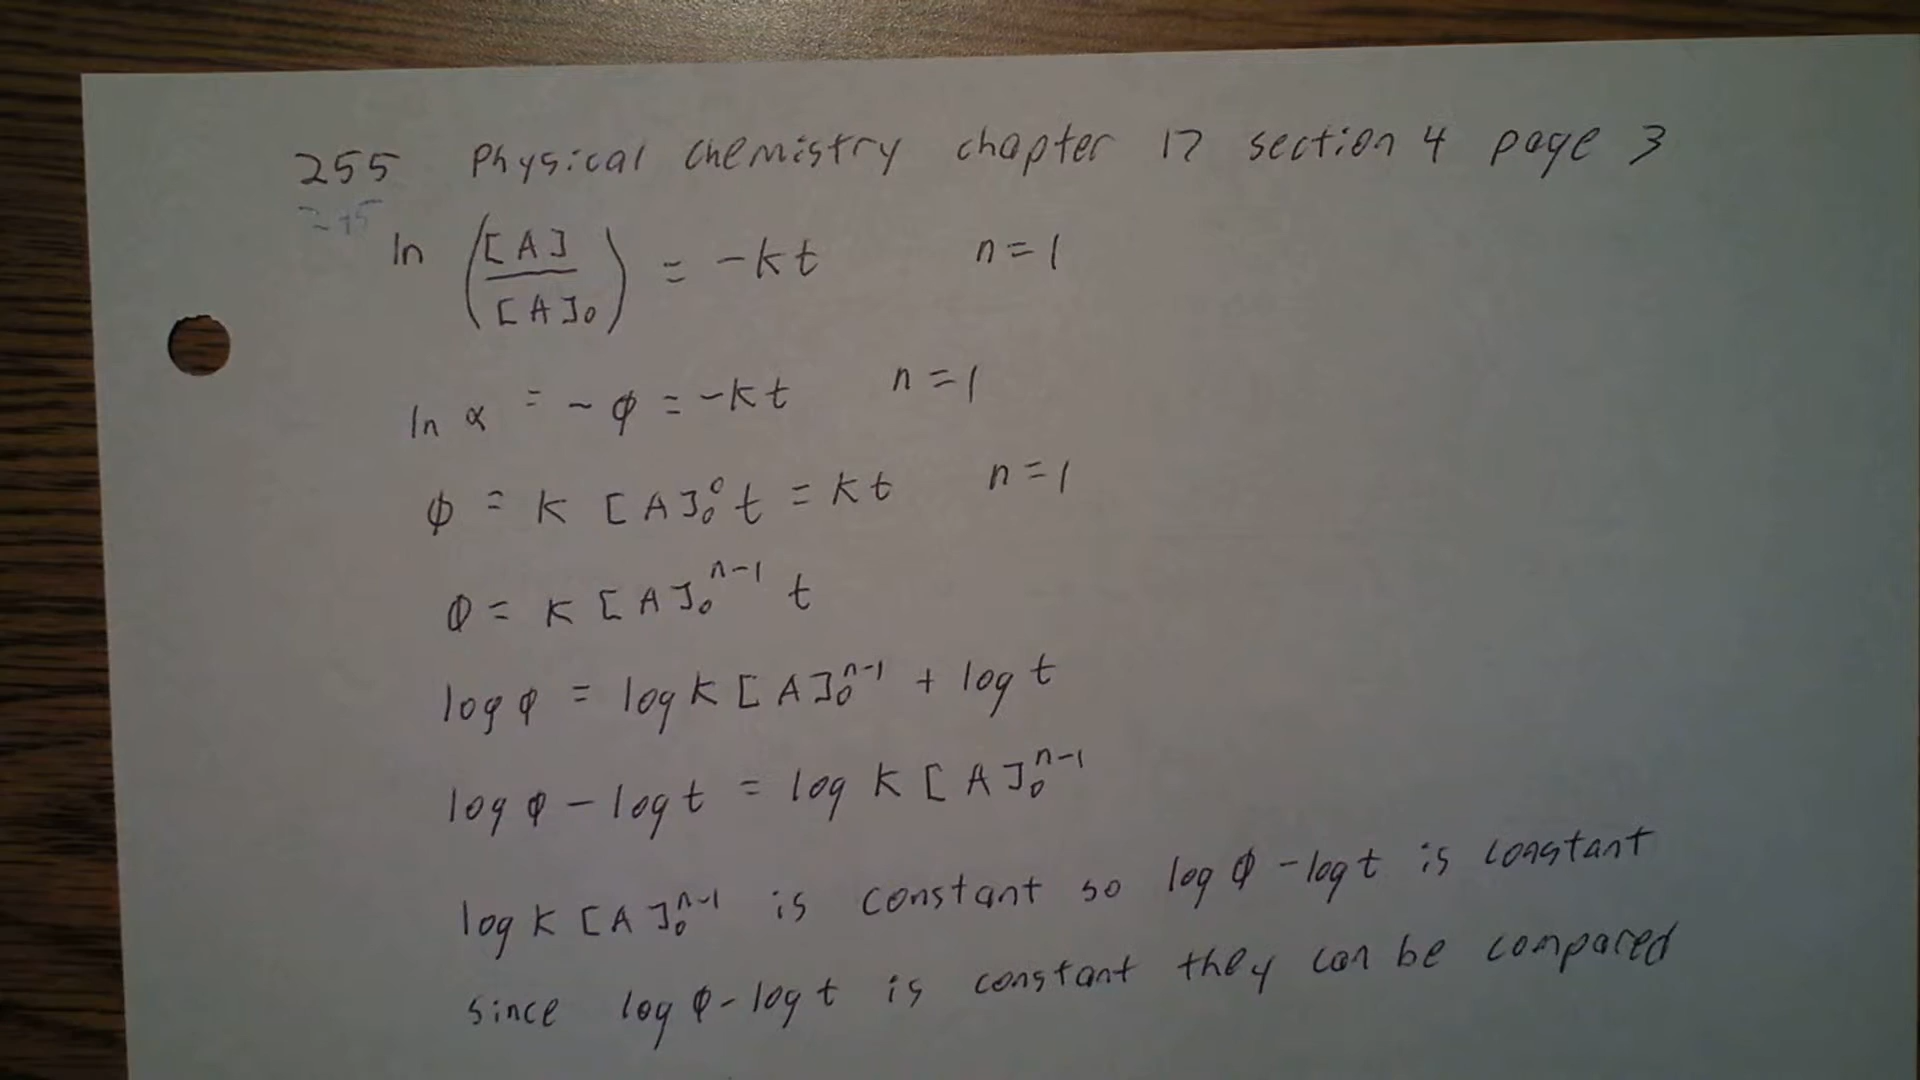 255 Physical chemistry chapter 17 section 4 page 3
ln ([A]/[A]₀) = -kt n=1
ln α = -φ = -kt n=1
φ = k [A]₀⁰ t = kt n=1
φ = k [A]₀ⁿ⁻¹ t
log φ = log k [A]₀ⁿ⁻¹ + log t
log φ - log t = log k [A]₀ⁿ⁻¹
log k [A]₀ⁿ⁻¹ is constant so log φ - log t is constant
since log φ - log t is constant they can be compared